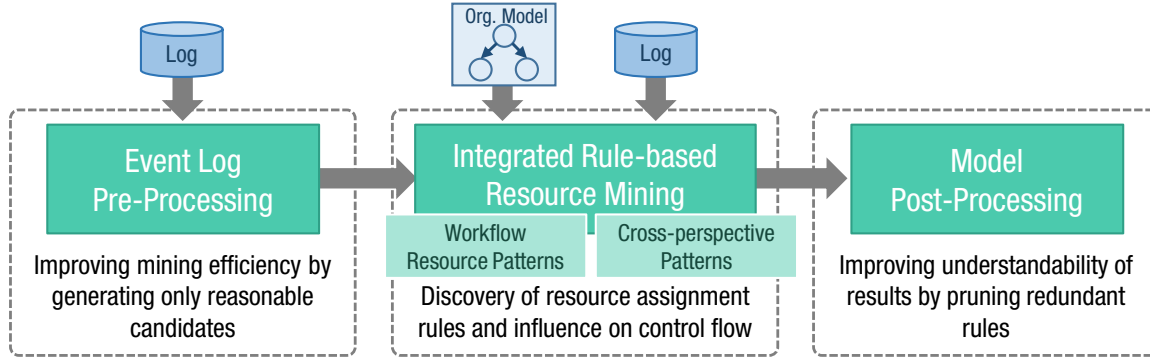 Log
Org. Model
Log
Event Log
Pre-Processing
Improving mining efficiency by
generating only reasonable
candidates
Integrated Rule-based
Resource Mining
Workflow
Resource Patterns
Cross-perspective
Patterns
Discovery of resource assignment
rules and influence on control flow
Model
Post-Processing
Improving understandability of
results by pruning redundant
rules